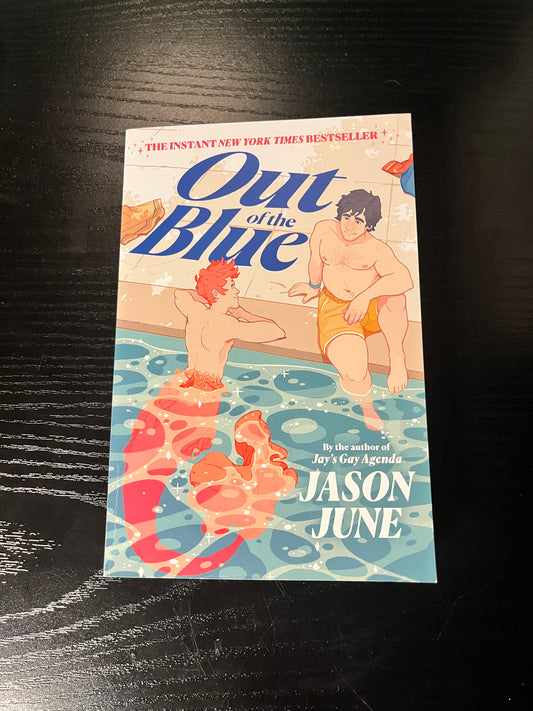 THE INSTANT NEW YORK TIMES BESTSELLER
Out
of the
Blue
By the author of
Jay's Gay Agenda
JASON
JUNE